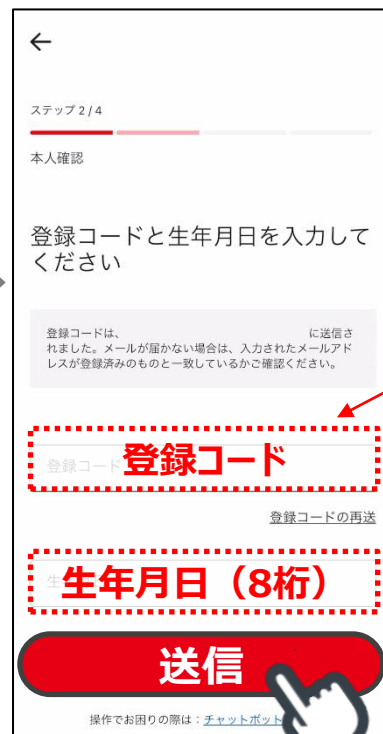 ←
ステップ 2 / 4
本人確認
登録コードと生年月日を入力して
ください
登録コードは、 に送信さ
れました。メールが届かない場合は、入力されたメールアド
レスが登録済みのものと一致しているかご確認ください。
登録コード
登録コード
登録コードの再送
生年月日（8桁）
送信
操作でお困りの際は：チャットボット